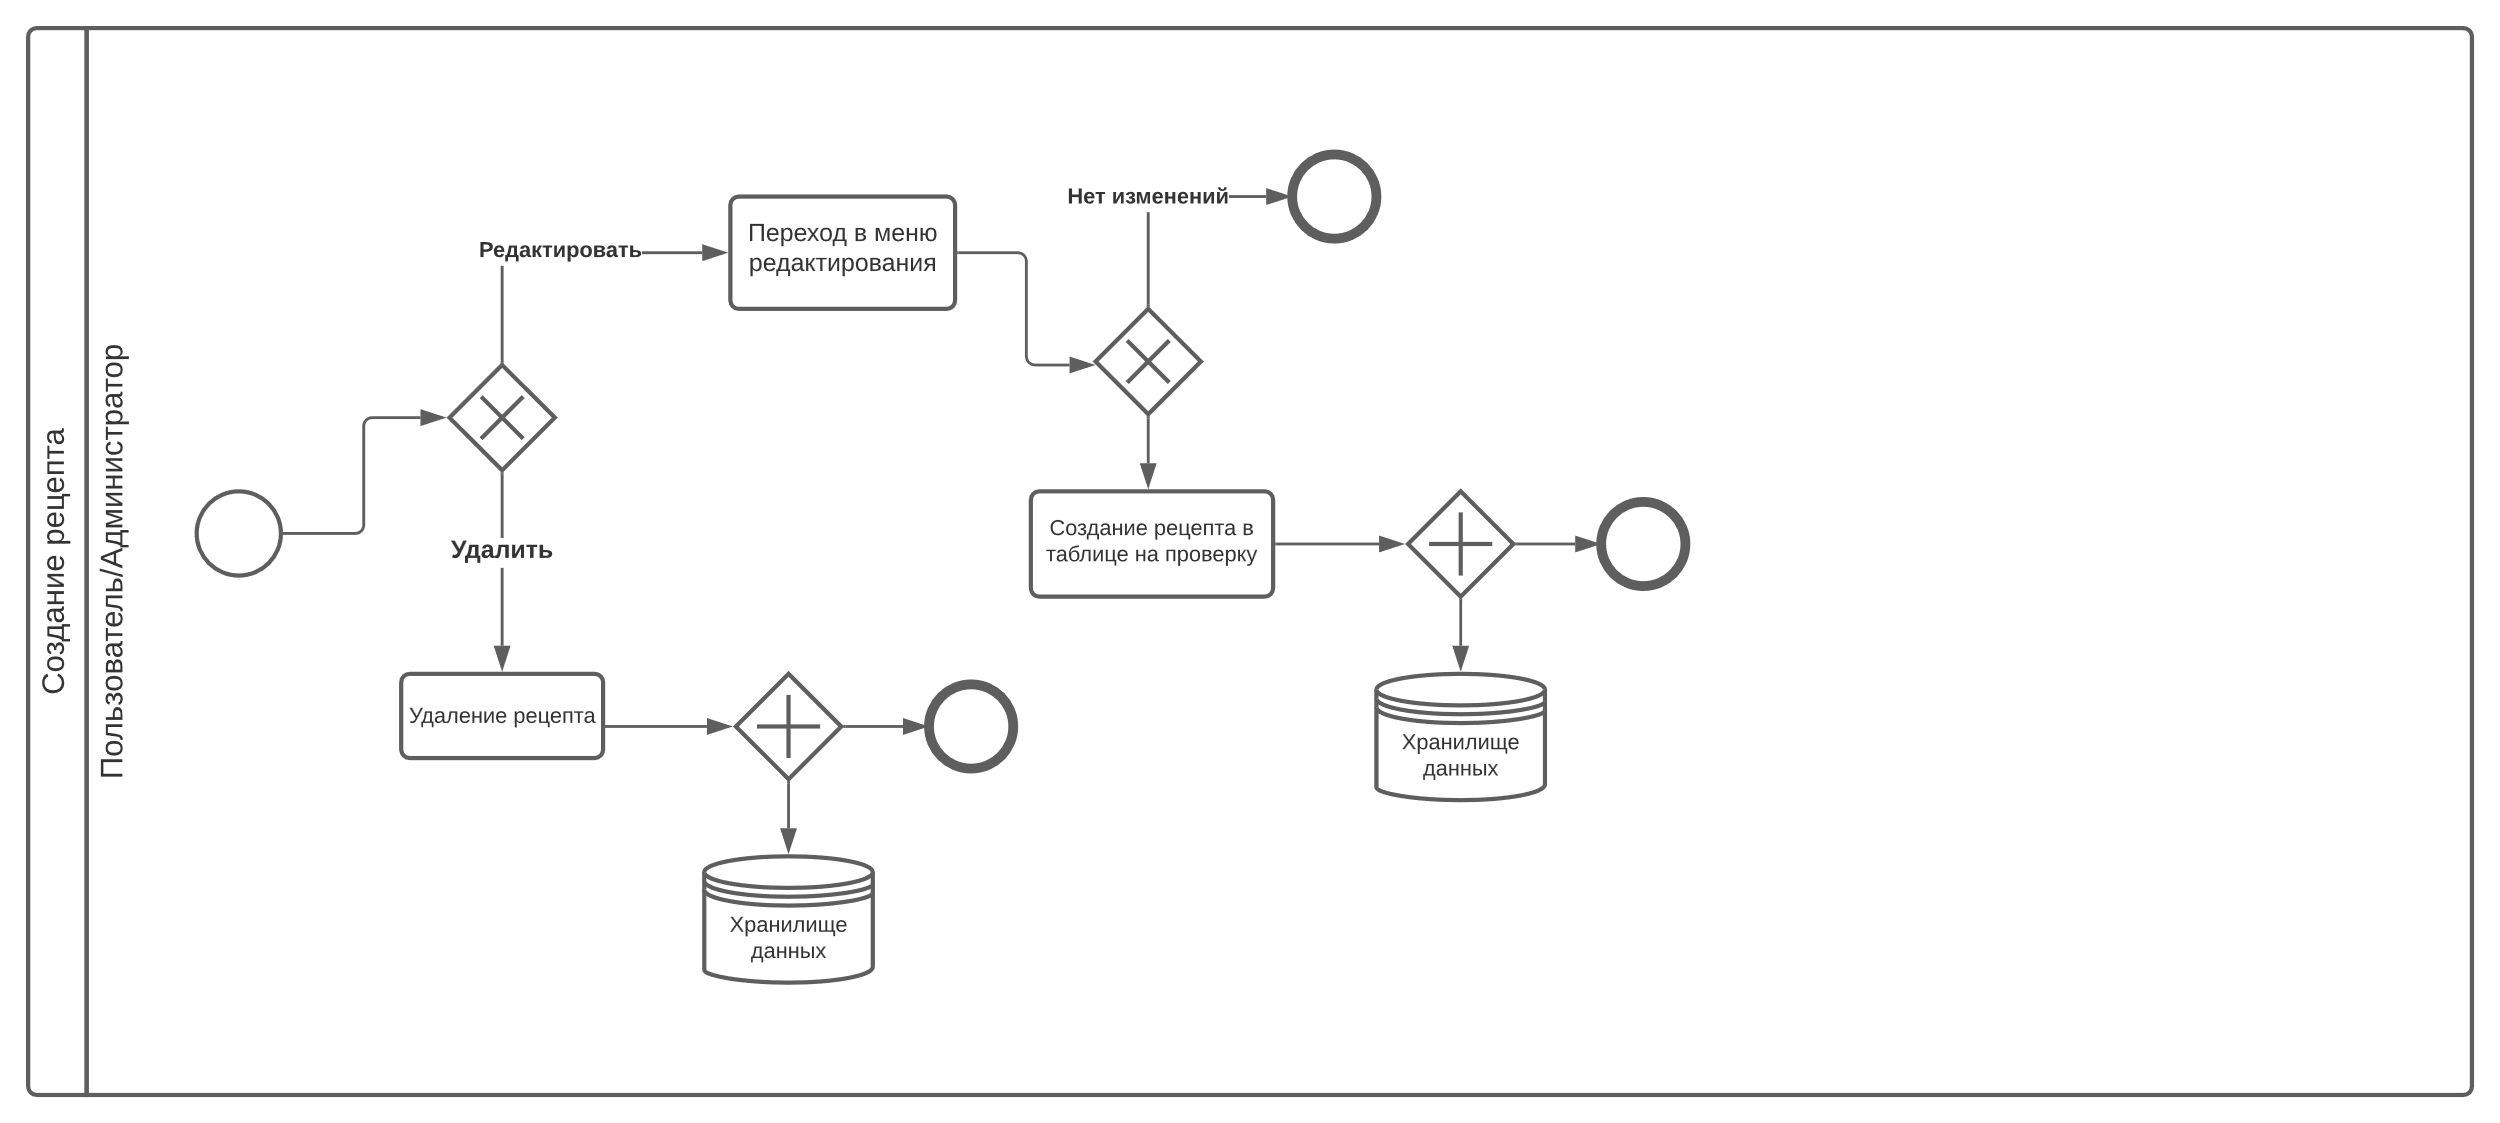 Создание рецепта
Пользователь/Администратор
Редактировать
Переход в меню
редактирования
Нет изменений
Удалить
Создание рецепта в
таблице на проверку
Удаление рецепта
Хранилище
данных
Хранилище
данных